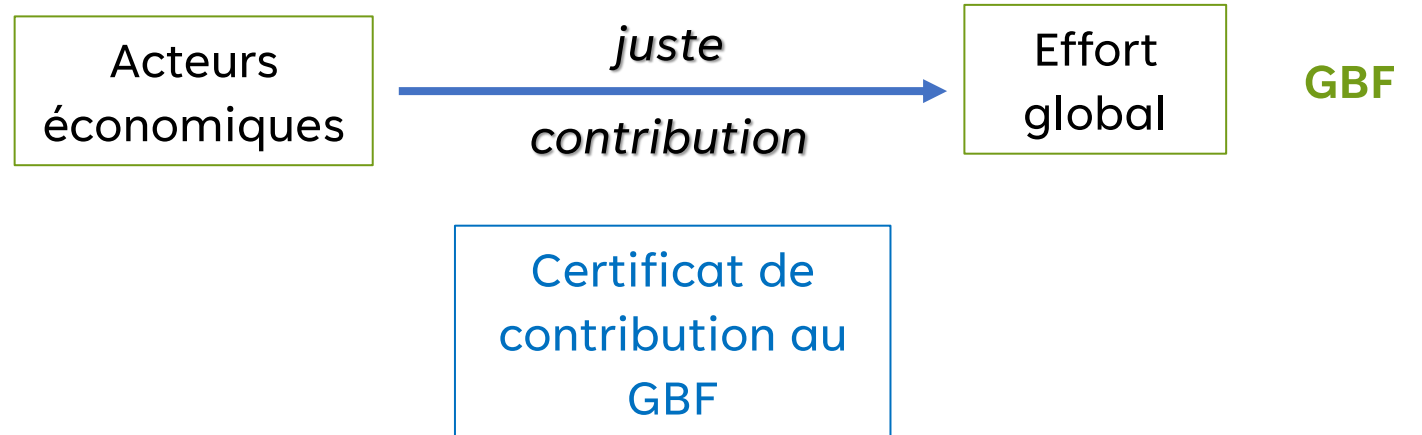 Acteurs
économiques
juste
contribution
Effort
global
GBF
Certificat de
contribution au
GBF